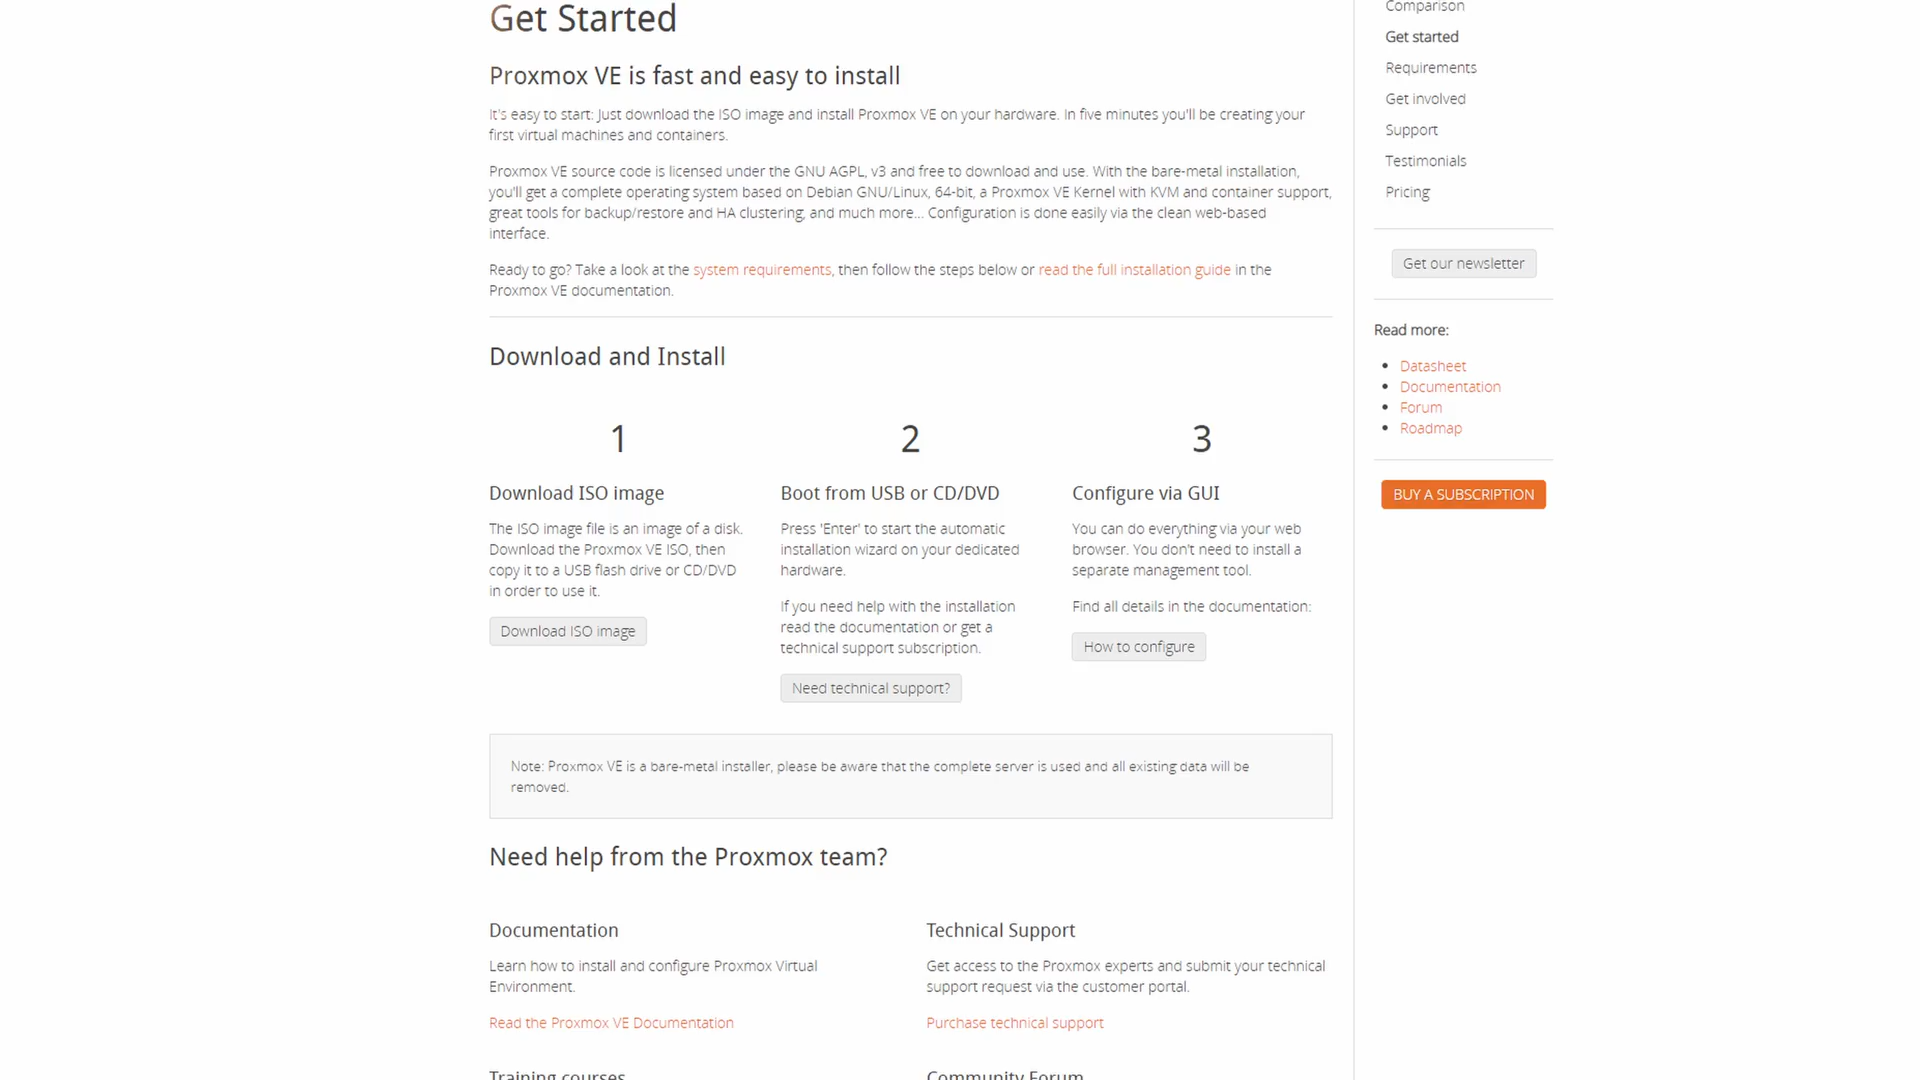 Get Started
Proxmox VE is fast and easy to install
It's easy to start: Just download the ISO image and install Proxmox VE on your hardware. In five minutes you'll be creating your
first virtual machines and containers.
Proxmox VE source code is licensed under the GNU AGPL, v3 and free to download and use. With the bare-metal installation,
you'll get a complete operating system based on Debian GNU/Linux, 64-bit, a Proxmox VE Kernel with KVM and container support,
great tools for backup/restore and HA clustering, and much more... Configuration is done easily via the clean web-based
interface.
Ready to go? Take a look at the system requirements, then follow the steps below or read the full installation guide in the
Proxmox VE documentation.
Download and Install
1
Download ISO image
The ISO image file is an image of a disk.
Download the Proxmox VE ISO, then
copy it to a USB flash drive or CD/DVD
in order to use it.
Download ISO image
2
Boot from USB or CD/DVD
Press 'Enter' to start the automatic
installation wizard on your dedicated
hardware.
If you need help with the installation
read the documentation or get a
technical support subscription.
Need technical support?
3
Configure via GUI
You can do everything via your web
browser. You don't need to install a
separate management tool.
Find all details in the documentation:
How to configure
Note: Proxmox VE is a bare-metal installer, please be aware that the complete server is used and all existing data will be
removed.
Need help from the Proxmox team?
Documentation
Learn how to install and configure Proxmox Virtual
Environment.
Read the Proxmox VE Documentation
Technical Support
Get access to the Proxmox experts and submit your technical
support request via the customer portal.
Purchase technical support
Training courses
Community Forum
Comparison
Get started
Requirements
Get involved
Support
Testimonials
Pricing
Get our newsletter
Read more:
Datasheet
Documentation
Forum
Roadmap
BUY A SUBSCRIPTION